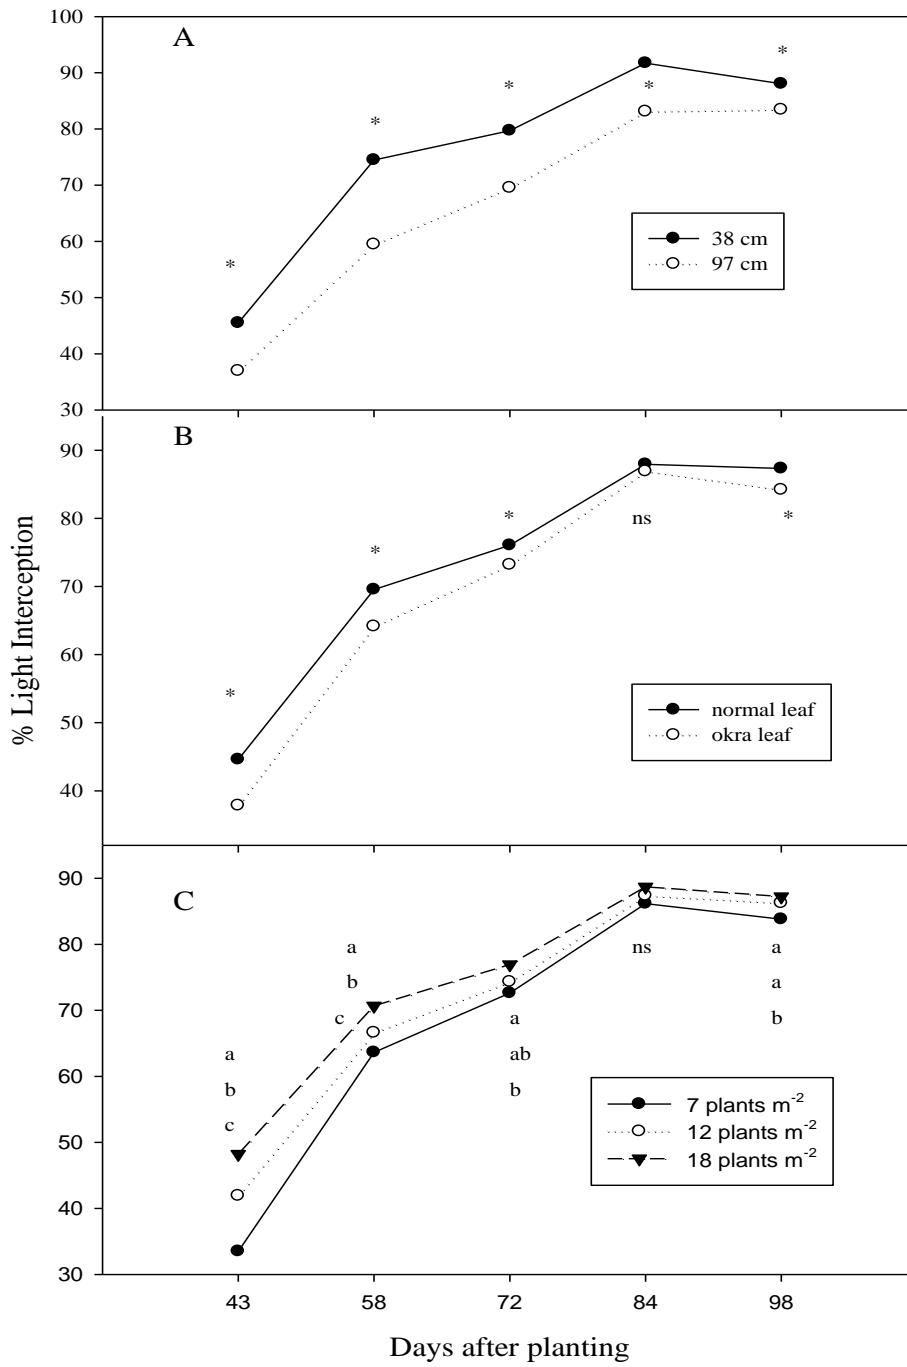 100
A
*
90
*
*
*
80
*
70
38 cm
60
97 cm
*
50
40
30
B
90
*
ns
*
80
*
70
60
*
normal leaf
50
okra leaf
40
% Light Interception
90
C
a
ns
a
80
b
a
70
c
a
b
a
ab
60
b
b
7 plants m⁻²
50
c
12 plants m⁻²
18 plants m⁻²
40
30
43 58 72 84 98
Days after planting